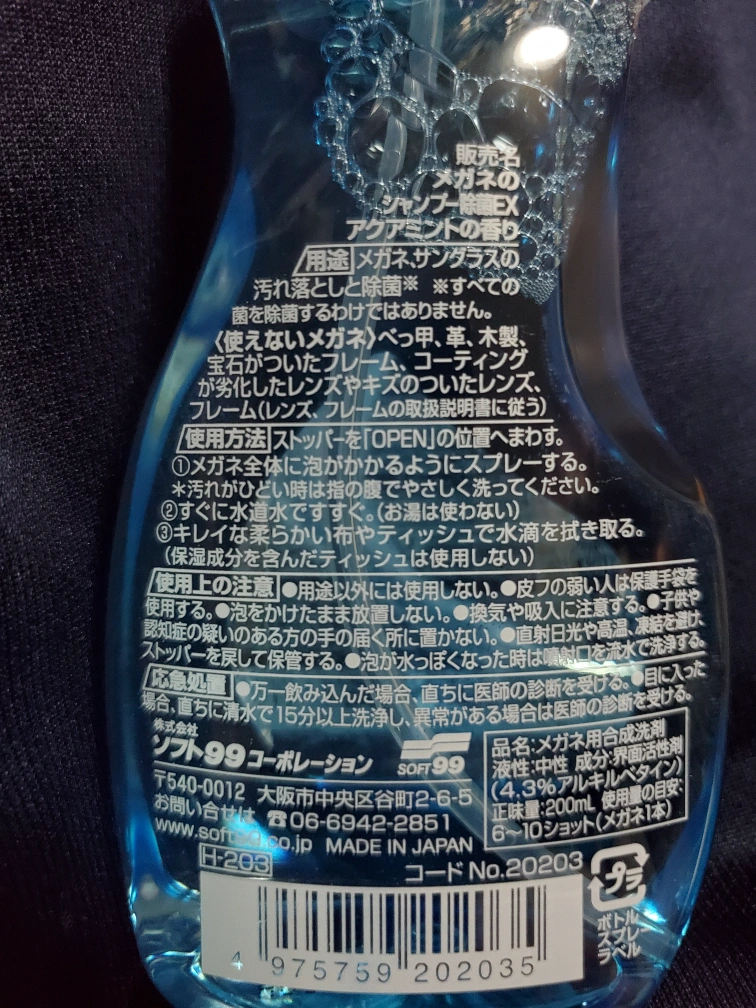 販売名
メガネの
シャンプー除菌EX
アクアミントの香り
用途 メガネ、サングラスの
汚れ落としと除菌※ ※すべての
菌を除菌するわけではありません。
〈使えないメガネ〉べっ甲、革、木製、
宝石がついたフレーム、コーティング
が劣化したレンズやキズのついたレンズ、
フレーム(レンズ、フレームの取扱説明書に従う)
使用方法 ストッパーを「OPEN」の位置へまわす。
①メガネ全体に泡がかかるようにスプレーする。
＊汚れがひどい時は指の腹でやさしく洗ってください。
②すぐに水道水ですすぐ。(お湯は使わない)
③キレイな柔らかい布やティッシュで水滴を拭き取る。
(保湿成分を含んだティッシュは使用しない)
使用上の注意 ●用途以外には使用しない。●皮フの弱い人は保護手袋を
使用する。●泡をかけたまま放置しない。●換気や吸入に注意する。●子供や
認知症の疑いのある方の手の届く所に置かない。●直射日光や高温、凍結を避け、
ストッパーを戻して保管する。●泡が水っぽくなった時は噴射口を流水で洗浄する。
応急処置 ●万一飲み込んだ場合、直ちに医師の診断を受ける。●目に入った
場合、直ちに清水で15分以上洗浄し、異常がある場合は医師の診断を受ける。
株式会社
ソフト99コーポレーション SOFT99
〒540-0012 大阪市中央区谷町2-6-5
お問い合せは ☎06-6942-2851
www.soft99.co.jp MADE IN JAPAN
品名:メガネ用合成洗剤
液性:中性 成分:界面活性剤
(4.3%アルキルベタイン)
正味量:200mL 使用量の目安:
6〜10ショット(メガネ1本)
H-203 コードNo.20203
プラ
ボトル
スプレー
ラベル
4 975759 202035